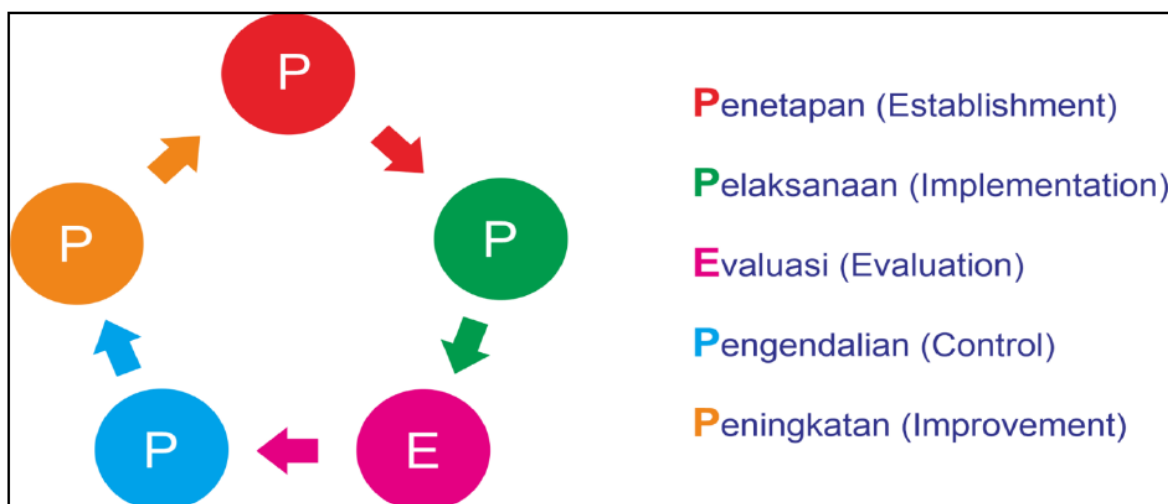 P
P
E
P
P
Penetapan (Establishment)
Pelaksanaan (Implementation)
Evaluasi (Evaluation)
Pengendalian (Control)
Peningkatan (Improvement)